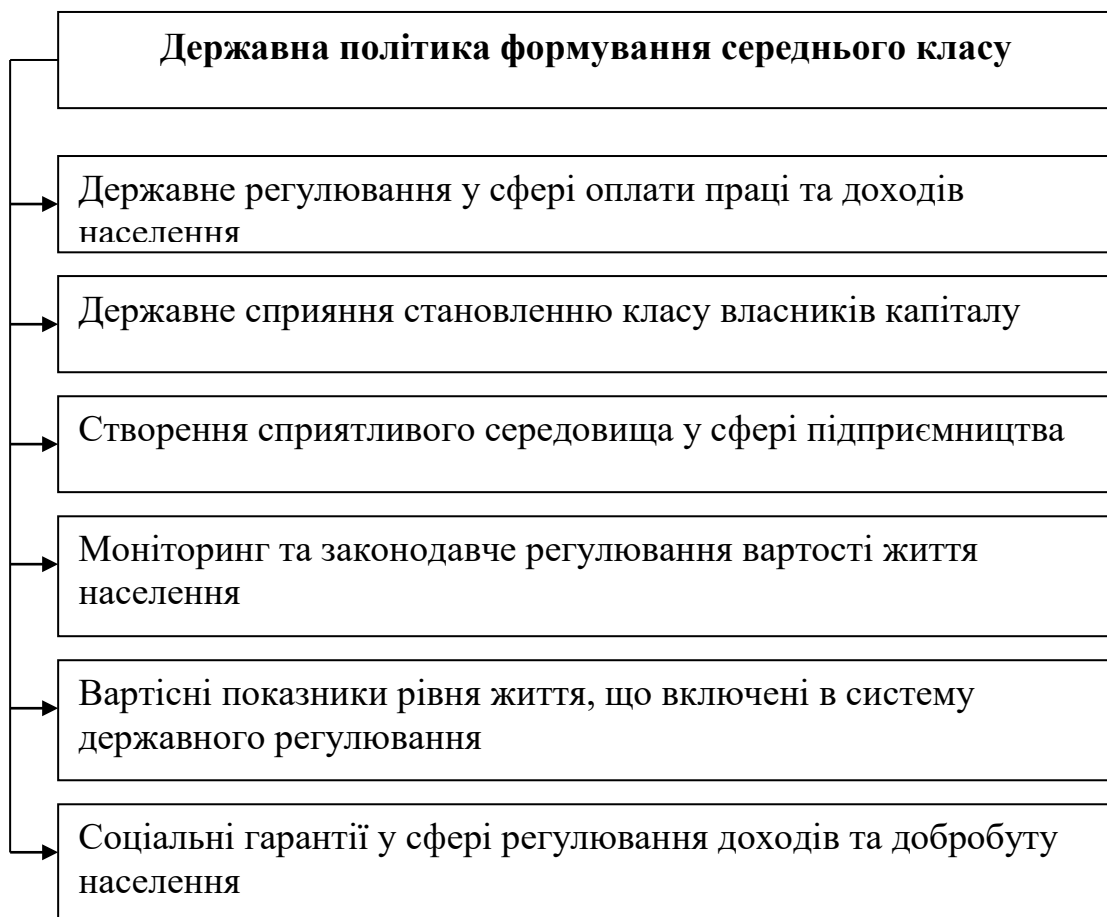 Державна політика формування середнього класу
Державне регулювання у сфері оплати праці та доходів
населення
Державне сприяння становленню класу власників капіталу
Створення сприятливого середовища у сфері підприємництва
Моніторинг та законодавче регулювання вартості життя
населення
Вартісні показники рівня життя, що включені в систему
державного регулювання
Соціальні гарантії у сфері регулювання доходів та добробуту
населення